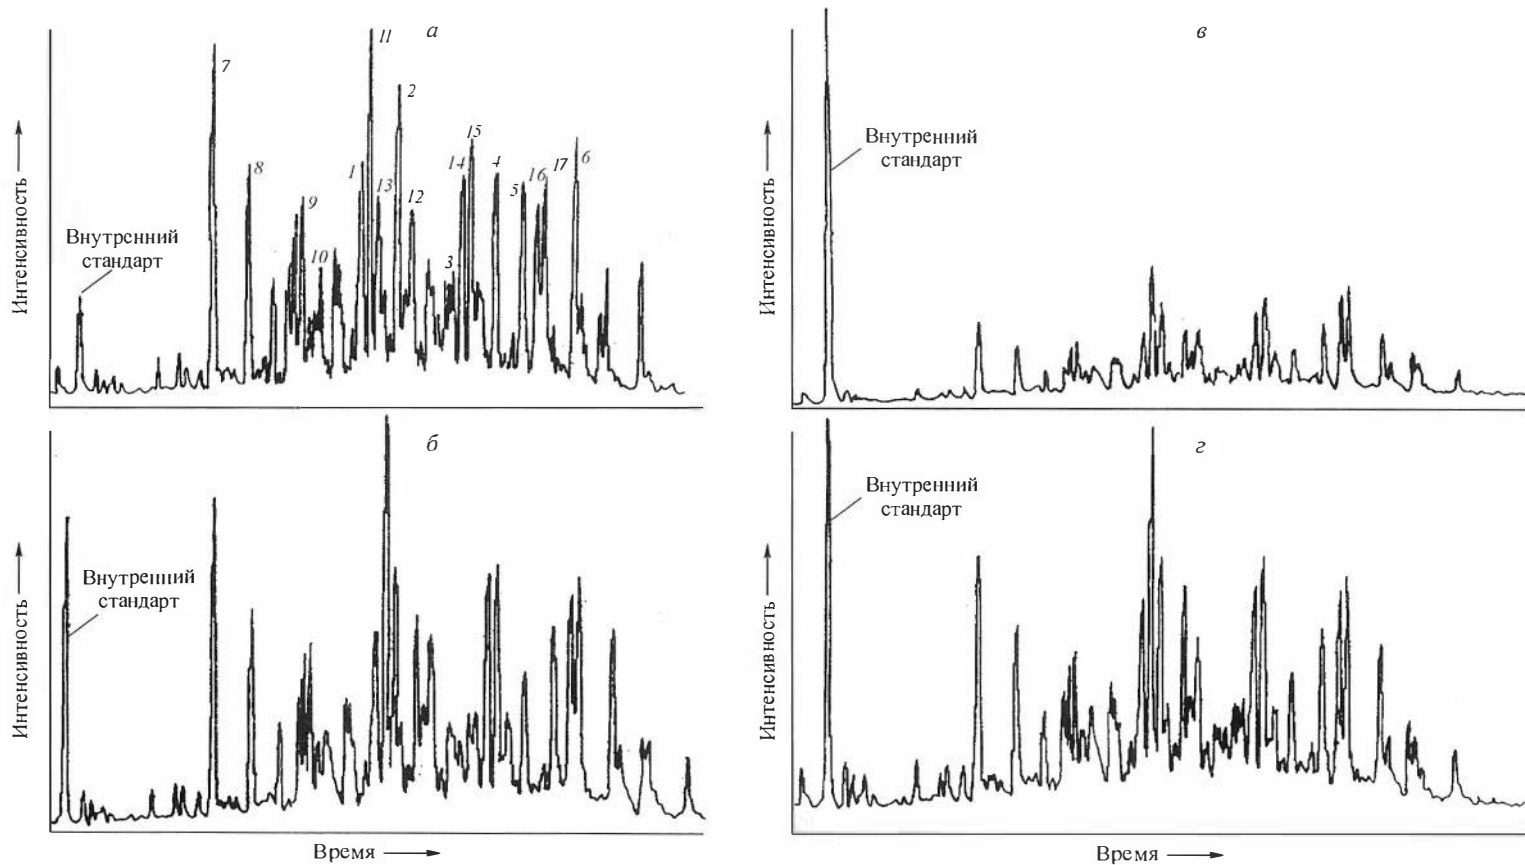 а
11
7
2
15
8
1
14
4
6
17
13
16
5
9
12
10
3
Внутренний
стандарт
Интенсивность
в
Внутренний
стандарт
Интенсивность
б
Внутренний
стандарт
Интенсивность
Время
г
Внутренний
стандарт
Интенсивность
Время